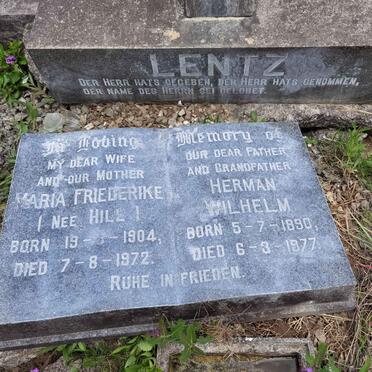 LENTZ
DER HERR HATS GEGEBEN, DER HERR HATS GENOMMEN,
DER NAME DES HERRN SEI GELOBET.
In Loving Memory of
MY DEAR WIFE
AND OUR MOTHER
MARIA FRIEDERIKE
( NEE HILL )
BORN 19- -1904,
DIED 7-8-1972.
OUR DEAR FATHER
AND GRANDFATHER
HERMAN
WILHELM
BORN 5-7-1890,
DIED 6-3-1977.
RUHE IN FRIEDEN.